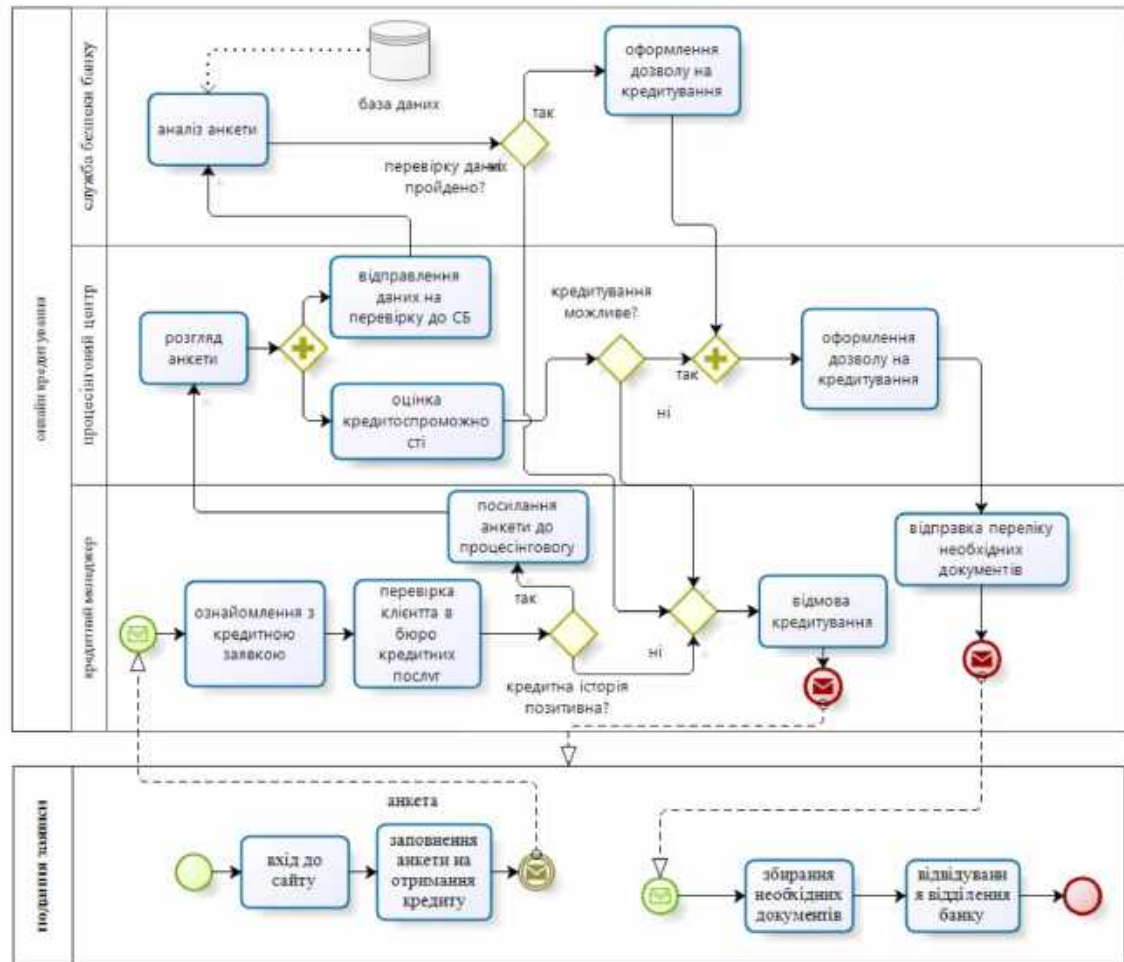 онлайн кредитування
служба безпеки банку
аналіз анкети
база даних
перевірку даних
пройдено?
так
ні
оформлення
дозволу на
кредитування
процесінговий центр
розгляд
анкети
відправлення
даних на
перевірку до СБ
оцінка
кредитоспроможно
сті
кредитування
можливе?
так
ні
оформлення
дозволу на
кредитування
кредитний менеджер
ознайомлення з
кредитною
заявкою
перевірка
клієнтта в
бюро
кредитних
послуг
посилання
анкети до
процесінговогу
так
ні
кредитна історія
позитивна?
відмова
кредитування
відправка переліку
необхідних
документів
подання заявки
вхід до
сайту
анкета
заповнення
анкети на
отримання
кредиту
збирання
необхідних
документів
відвідуванн
я відділення
банку